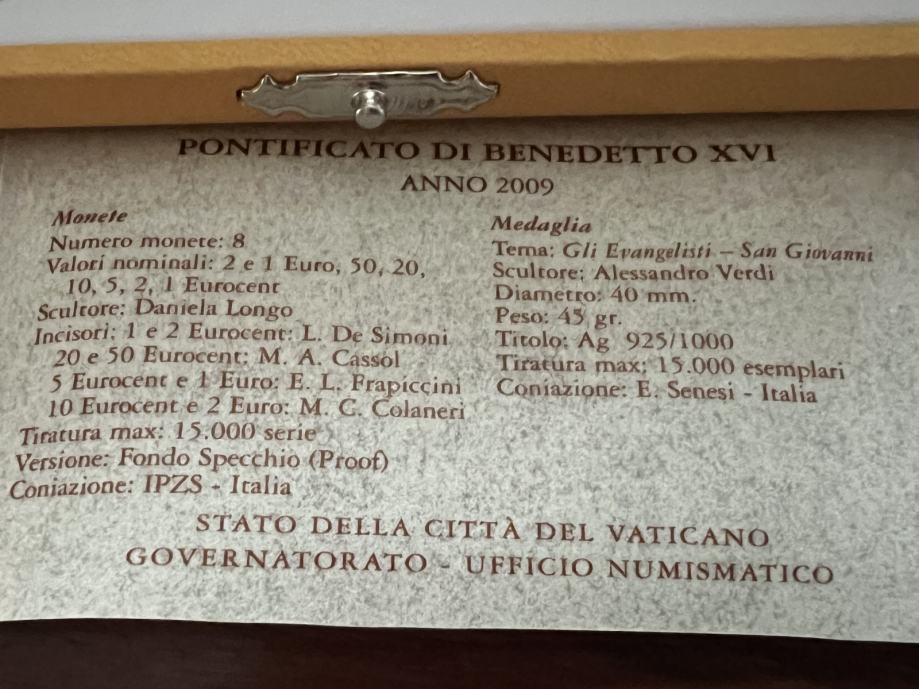 PONTIFICATO DI BENEDETTO XVI
ANNO 2009
Monete
Numero monete: 8
Valori nominali: 2 e 1 Euro, 50, 20,
10, 5, 2, 1 Eurocent
Scultore: Daniela Longo
Incisori: 1 e 2 Eurocent: L. De Simoni
20 e 50 Eurocent: M. A. Cassol
5 Eurocent e 1 Euro: E. L. Frapiccini
10 Eurocent e 2 Euro: M. C. Colaneri
Tiratura max: 15.000 serie
Versione: Fondo Specchio (Proof)
Coniazione: IPZS - Italia
Medaglia
Tema: Gli Evangelisti – San Giovanni
Scultore: Alessandro Verdi
Diametro: 40 mm.
Peso: 45 gr.
Titolo: Ag 925/1000
Tiratura max: 15.000 esemplari
Coniazione: E. Senesi - Italia
STATO DELLA CITTÀ DEL VATICANO
GOVERNATORATO - UFFICIO NUMISMATICO